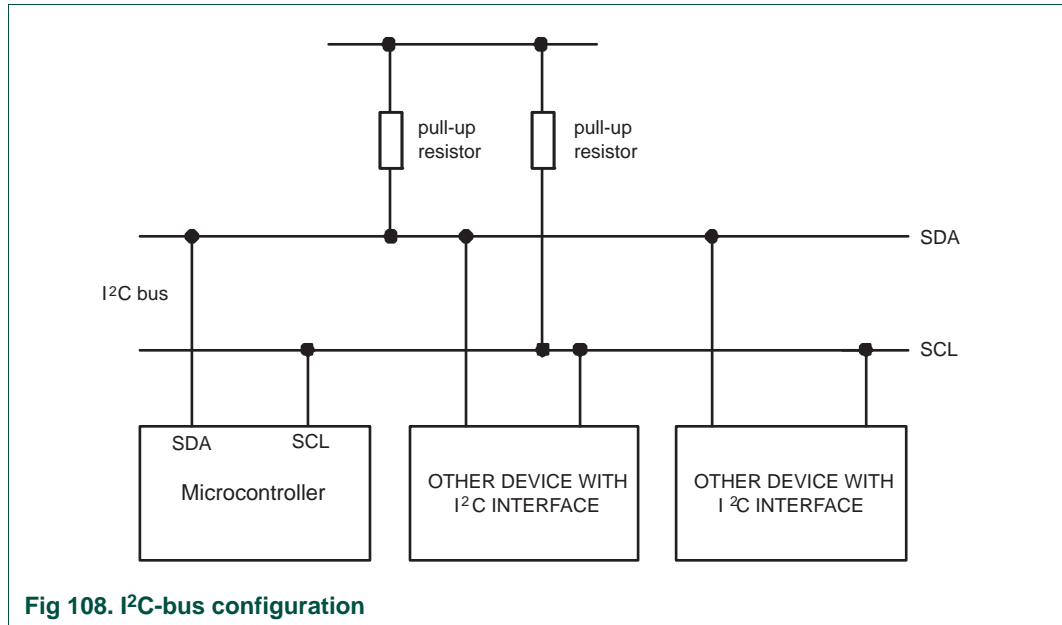 pull-up
resistor
pull-up
resistor
SDA
I²C bus
SCL
SDA
SCL
Microcontroller
OTHER DEVICE WITH
I²C INTERFACE
OTHER DEVICE WITH
I²C INTERFACE
Fig 108. I²C-bus configuration